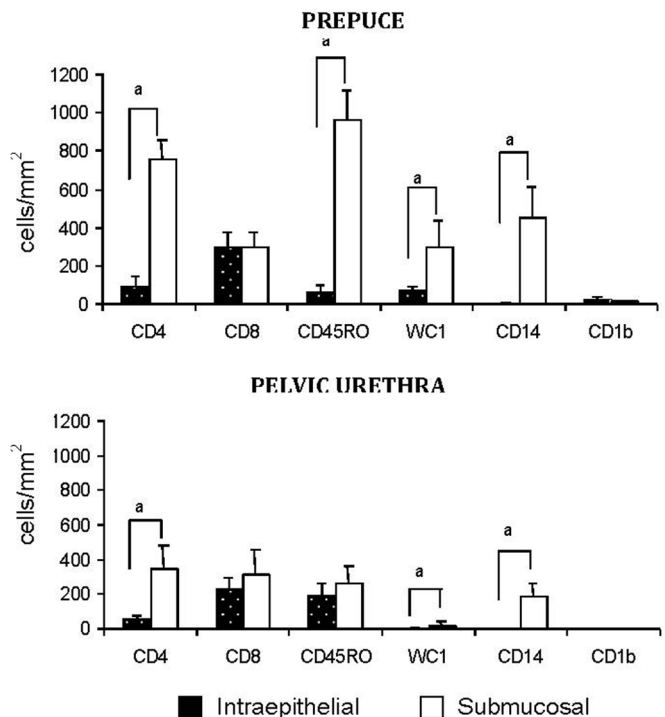 PREPUCE
a
a
a
a
1200
1000
800
600
400
200
0
cells/mm²
CD4 CD8 CD45RO WC1 CD14 CD1b
PELVIC URETHRA
a
a
a
1200
1000
800
600
400
200
0
cells/mm²
CD4 CD8 CD45RO WC1 CD14 CD1b
Intraepithelial Submucosal